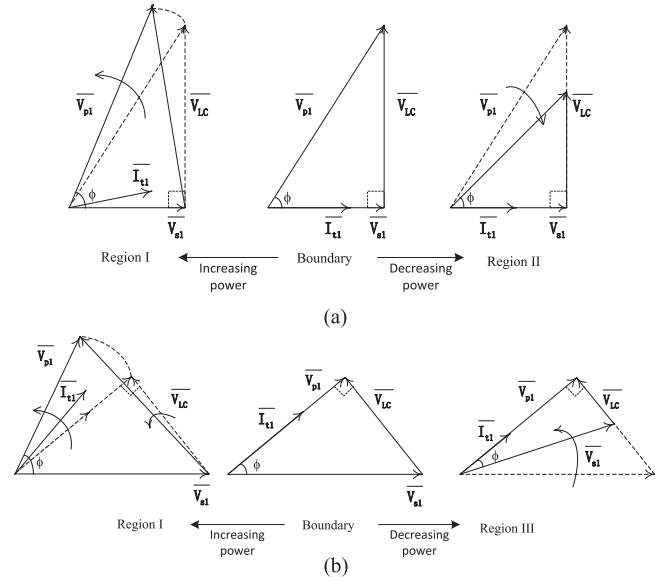 V_p1 V_LC I_t1 ϕ V_s1
V_p1 V_LC ϕ I_t1 V_s1
V_p1 V_LC ϕ I_t1 V_s1
Region I Increasing power Boundary Decreasing power Region II
(a)
V_p1 I_t1 V_LC ϕ V_s1
V_p1 V_LC I_t1 ϕ V_s1
V_p1 V_LC I_t1 V_s1 ϕ
Region I Increasing power Boundary Decreasing power Region III
(b)